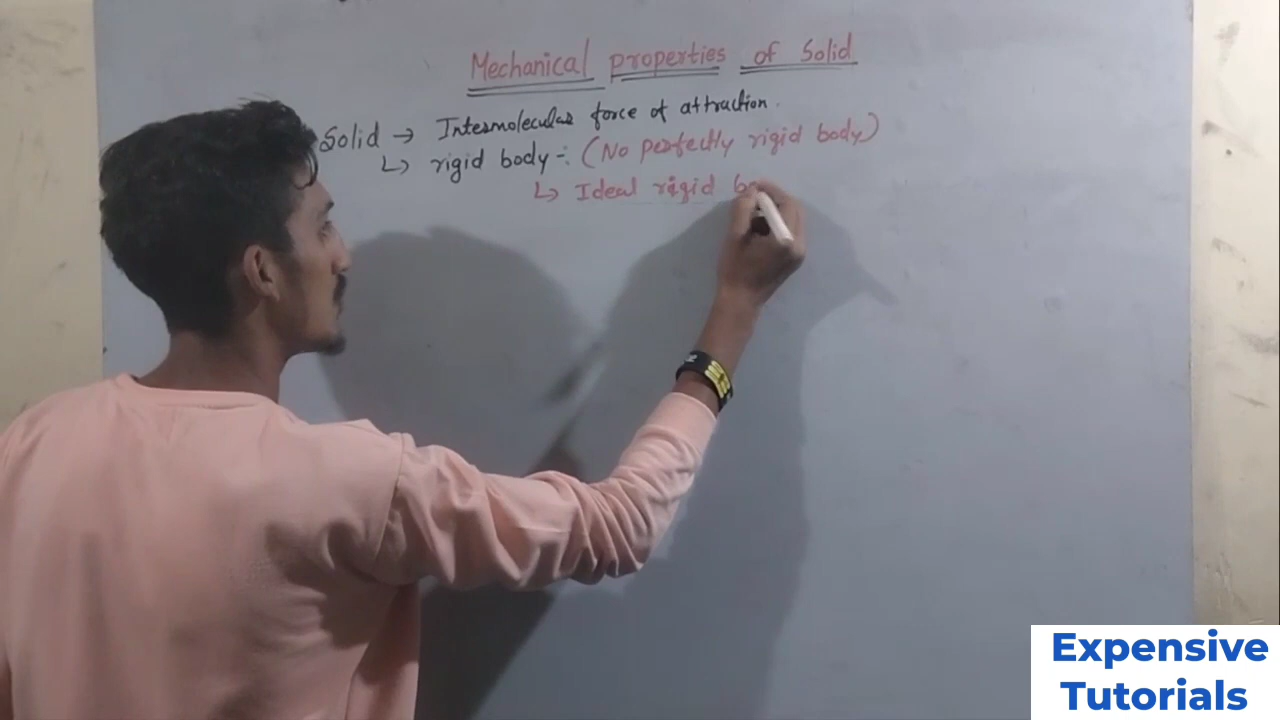 Mechanical properties of Solid
Solid → Intermolecular force of attraction.
↳ rigid body -: (No perfectly rigid body)
↳ Ideal rigid bo
Expensive
Tutorials